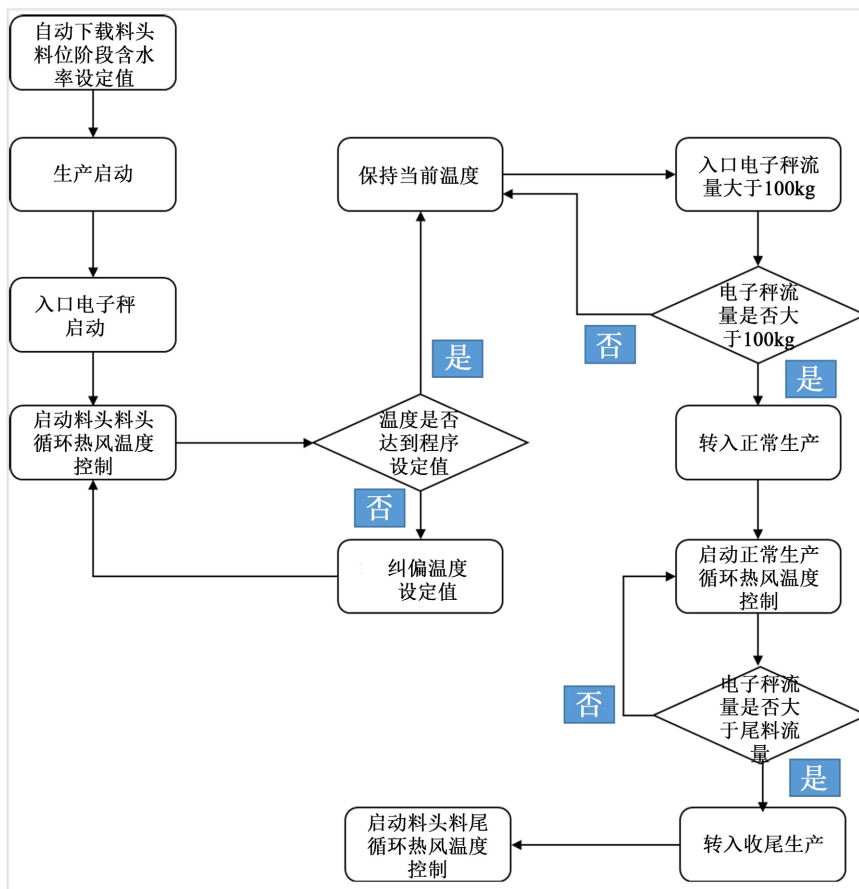 自动下载料头
料位阶段含水
率设定值
生产启动
入口电子秤
启动
启动料头料头
循环热风温度
控制
温度是否
达到程序
设定值
是
否
纠偏温度
设定值
保持当前温度
入口电子秤流
量大于100kg
电子秤流
量是否大
于100kg
否
是
转入正常生产
启动正常生产
循环热风温度
控制
电子秤流
量是否大
于尾料流
量
否
是
转入收尾生产
启动料头料尾
循环热风温度
控制